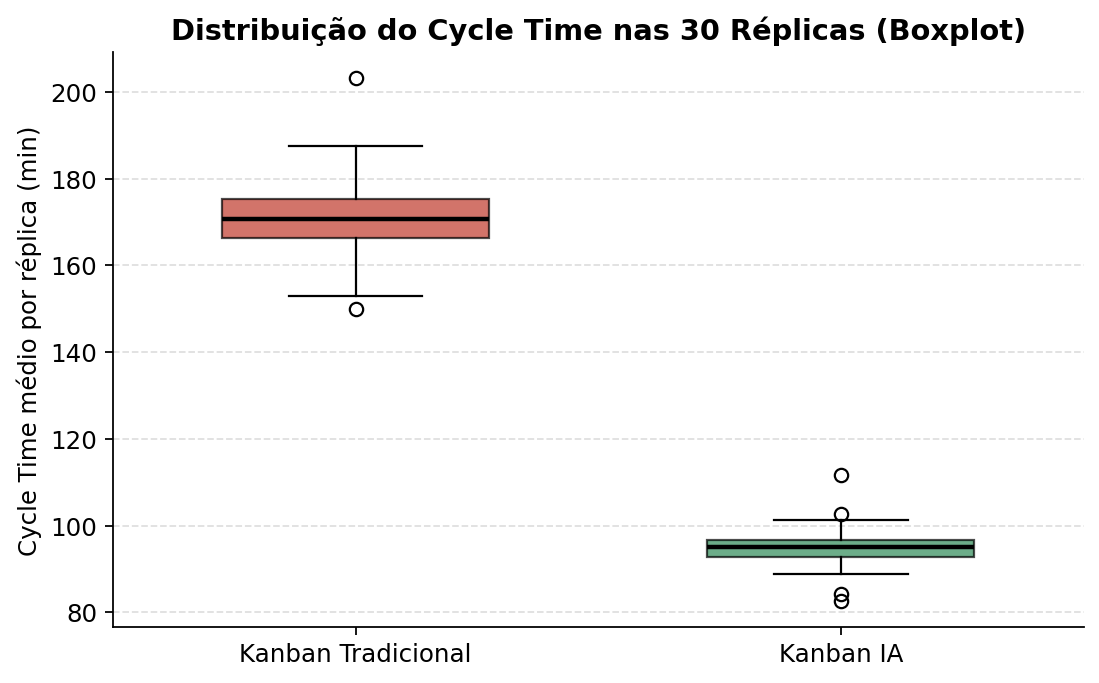 Distribuição do Cycle Time nas 30 Réplicas (Boxplot)
Cycle Time médio por réplica (min)
200
180
160
140
120
100
80
Kanban Tradicional
Kanban IA